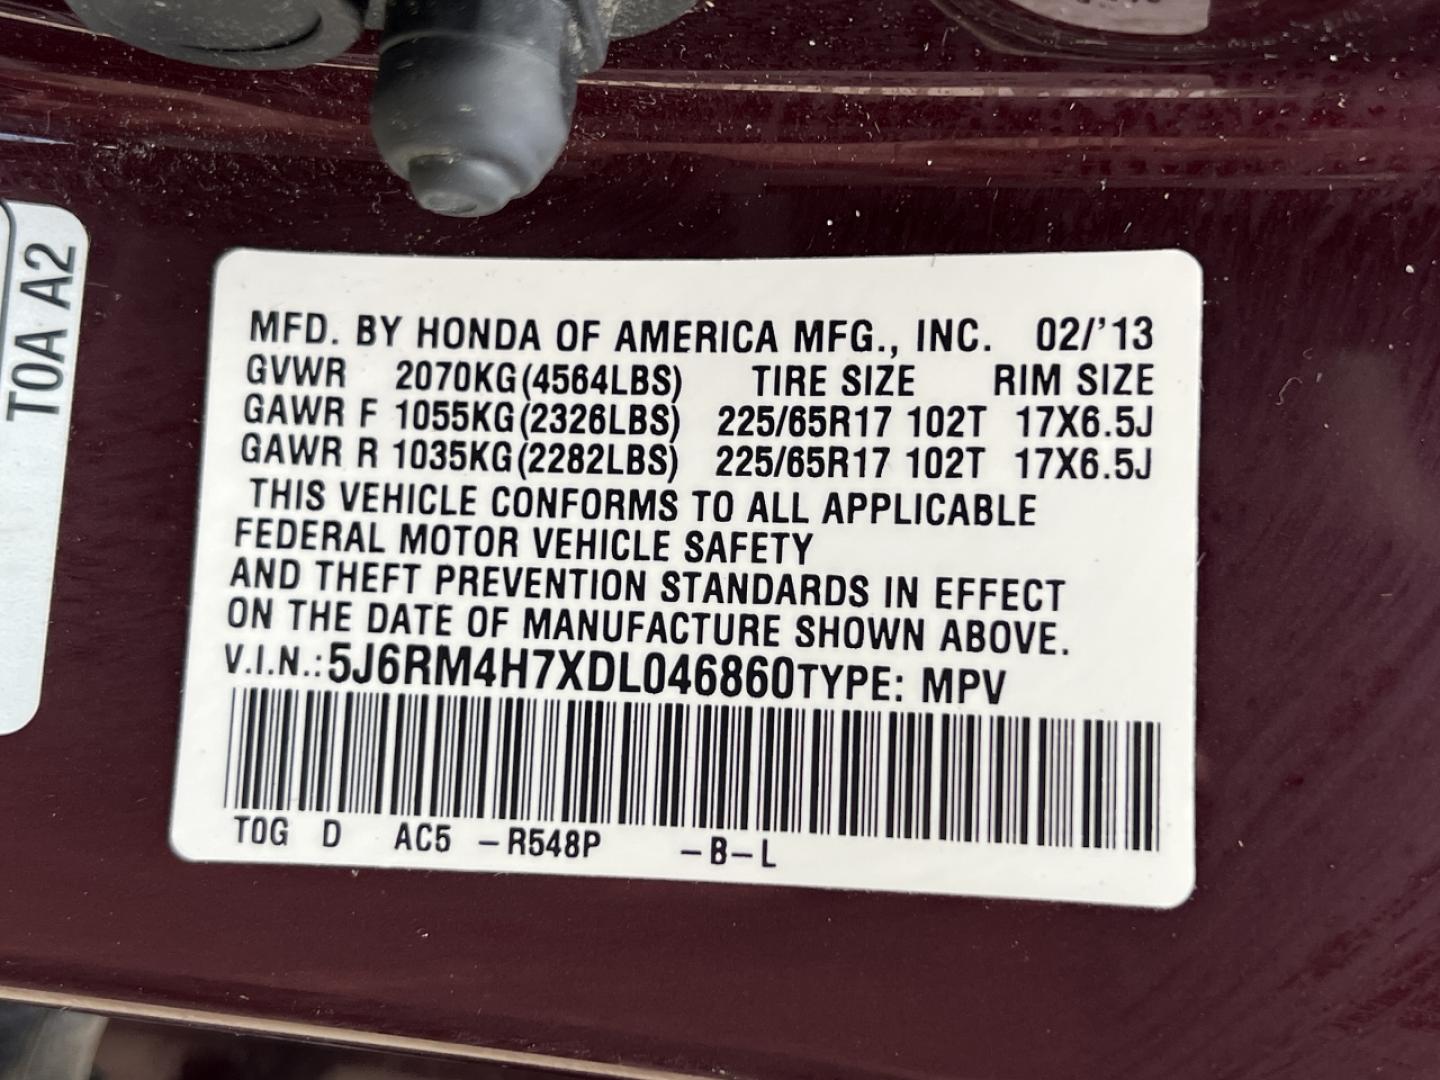 T0A A2
MFD. BY HONDA OF AMERICA MFG., INC. 02/'13
GVWR 2070KG(4564LBS) TIRE SIZE RIM SIZE
GAWR F 1055KG(2326LBS) 225/65R17 102T 17X6.5J
GAWR R 1035KG(2282LBS) 225/65R17 102T 17X6.5J
THIS VEHICLE CONFORMS TO ALL APPLICABLE
FEDERAL MOTOR VEHICLE SAFETY
AND THEFT PREVENTION STANDARDS IN EFFECT
ON THE DATE OF MANUFACTURE SHOWN ABOVE.
V.I.N.: 5J6RM4H7XDL046860 TYPE: MPV
T0G D AC5 -R548P -B-L